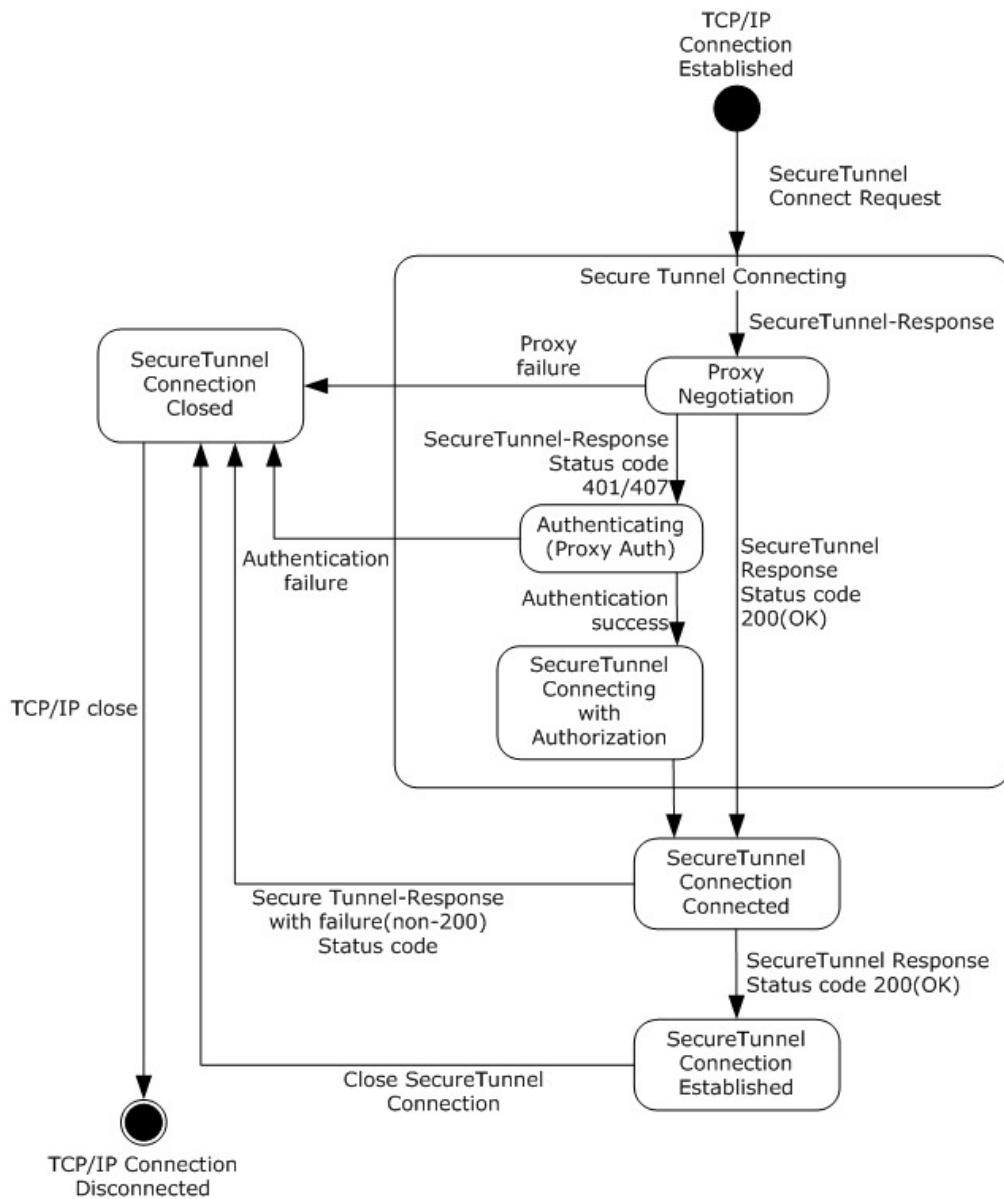 TCP/IP
Connection
Established
SecureTunnel
Connect Request
Secure Tunnel Connecting
SecureTunnel-Response
Proxy
failure
SecureTunnel
Connection
Closed
Proxy
Negotiation
SecureTunnel-Response
Status code
401/407
Authenticating
(Proxy Auth)
SecureTunnel
Response
Status code
200(OK)
Authentication
failure
Authentication
success
SecureTunnel
Connecting
with
Authorization
TCP/IP close
SecureTunnel
Connection
Connected
Secure Tunnel-Response
with failure(non-200)
Status code
SecureTunnel Response
Status code 200(OK)
SecureTunnel
Connection
Established
Close SecureTunnel
Connection
TCP/IP Connection
Disconnected